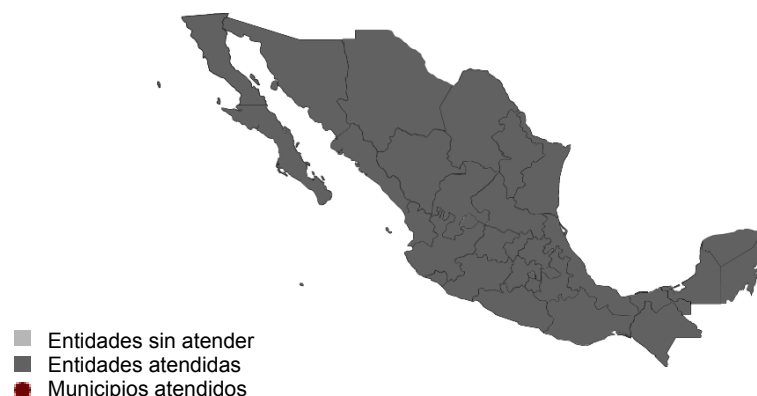 Entidades sin atender
Entidades atendidas
Municipios atendidos